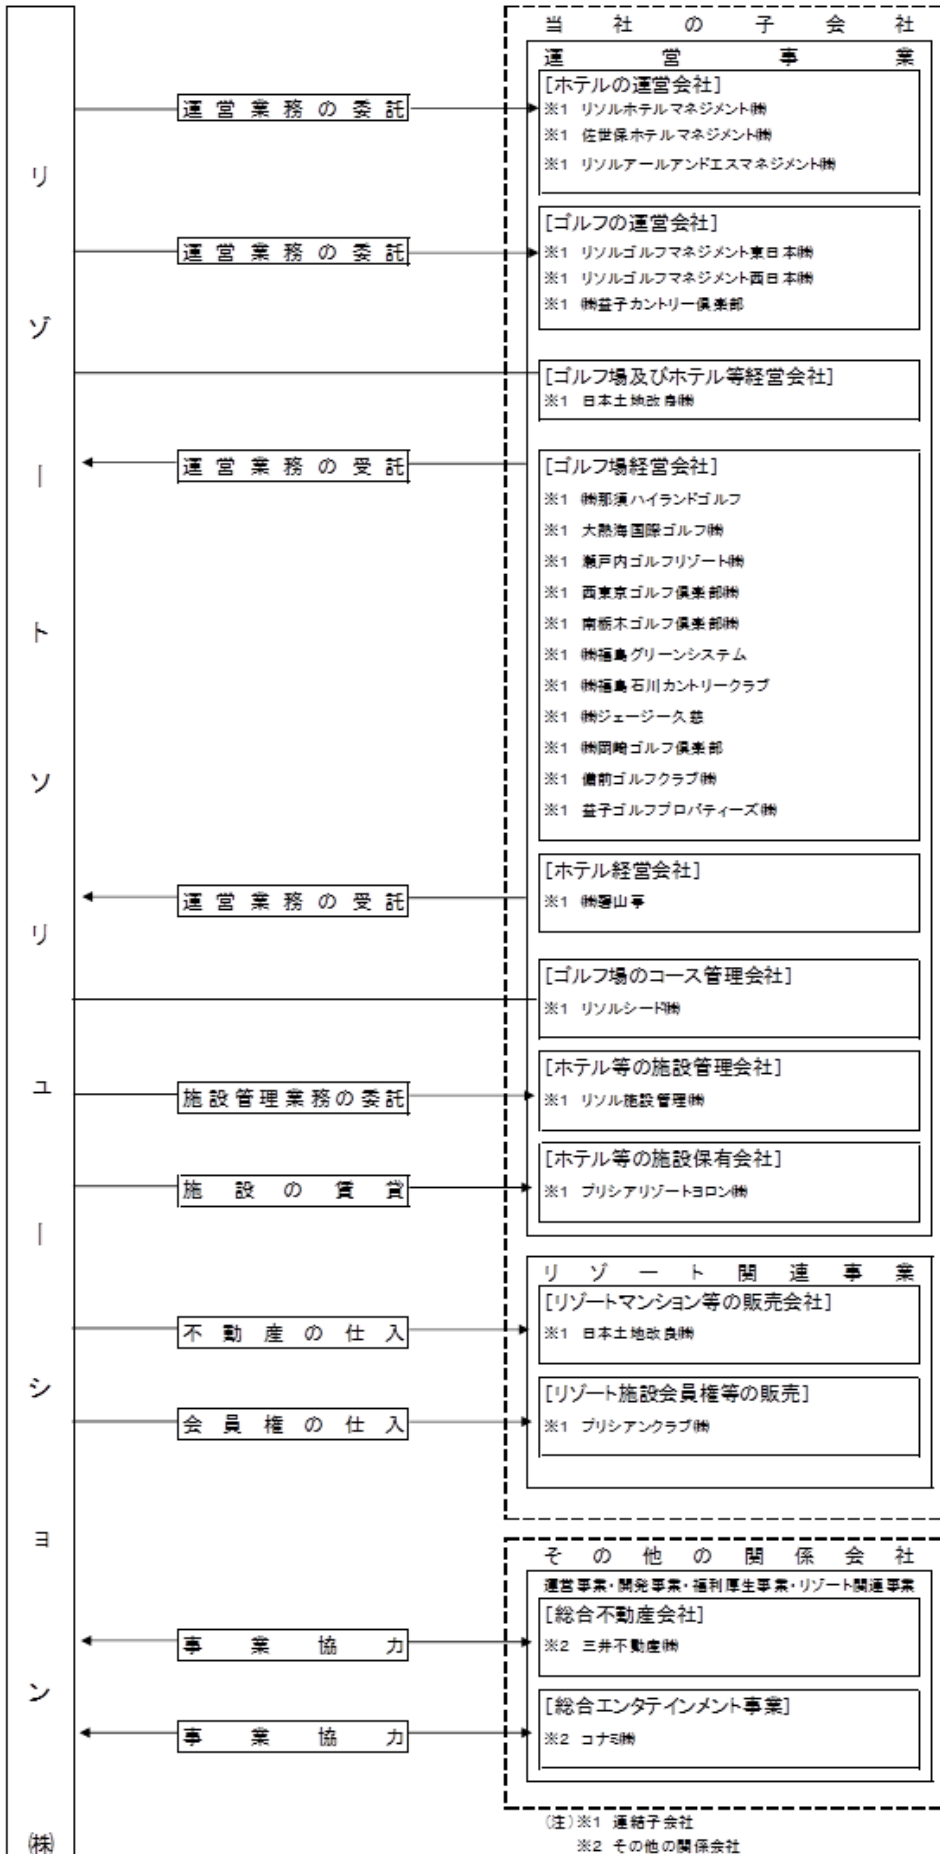 リゾートソリューション(株)
当社の子会社
運営事業
[ホテルの運営会社]
運営業務の委託
※1 リソルホテルマネジメント㈱
※1 佐世保ホテルマネジメント㈱
※1 リソルアールアンドエスマネジメント㈱
[ゴルフの運営会社]
運営業務の委託
※1 リソルゴルフマネジメント東日本㈱
※1 リソルゴルフマネジメント西日本㈱
※1 ㈱益子カントリー倶楽部
[ゴルフ場及びホテル等経営会社]
※1 日本土地改良㈱
運営業務の受託
[ゴルフ場経営会社]
※1 ㈱那須ハイランドゴルフ
※1 大熱海国際ゴルフ㈱
※1 瀬戸内ゴルフリゾート㈱
※1 西東京ゴルフ倶楽部㈱
※1 南栃木ゴルフ倶楽部㈱
※1 ㈱福島グリーンシステム
※1 ㈱福島石川カントリークラブ
※1 ㈱ジェージー久慈
※1 ㈱岡崎ゴルフ倶楽部
※1 備前ゴルフクラブ㈱
※1 益子ゴルフプロパティーズ㈱
[ホテル経営会社]
運営業務の受託
※1 ㈱磐山亭
[ゴルフ場のコース管理会社]
※1 リソルシード㈱
[ホテル等の施設管理会社]
施設管理業務の委託
※1 リソル施設管理㈱
[ホテル等の施設保有会社]
施設の賃貸
※1 プリシアリゾートヨロン㈱
リゾート関連事業
[リゾートマンション等の販売会社]
不動産の仕入
※1 日本土地改良㈱
[リゾート施設会員権等の販売]
会員権の仕入
※1 プリシアンクラブ㈱
その他の関係会社
運営事業・開発事業・福利厚生事業・リゾート関連事業
[総合不動産会社]
事業協力
※2 三井不動産㈱
[総合エンタテインメント事業]
事業協力
※2 コナミ㈱
(注)※1 連結子会社
※2 その他の関係会社